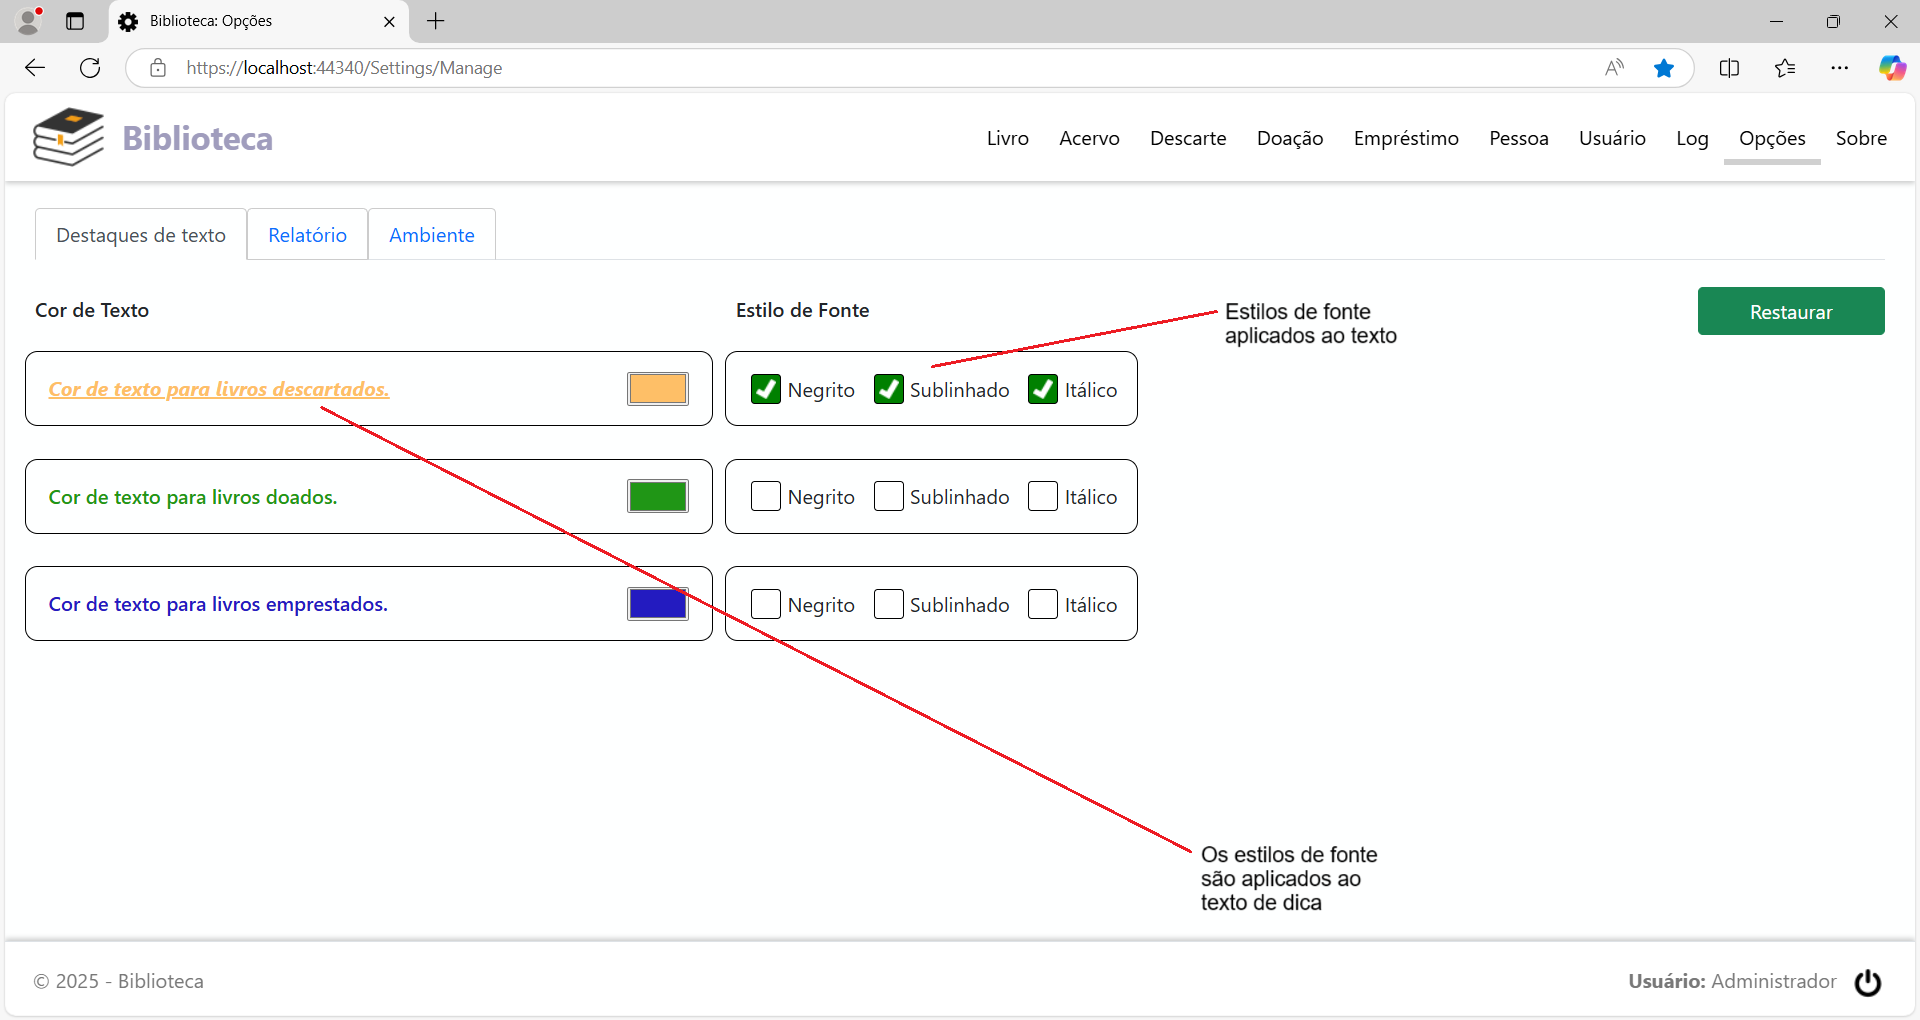 Biblioteca: Opções
https://localhost:44340/Settings/Manage
Biblioteca
Livro Acervo Descarte Doação Empréstimo Pessoa Usuário Log Opções Sobre
Destaques de texto Relatório Ambiente
Cor de Texto Estilo de Fonte Restaurar
Estilos de fonte
aplicados ao texto
Cor de texto para livros descartados. Negrito Sublinhado Itálico
Cor de texto para livros doados. Negrito Sublinhado Itálico
Cor de texto para livros emprestados. Negrito Sublinhado Itálico
Os estilos de fonte
são aplicados ao
texto de dica
© 2025 - Biblioteca Usuário: Administrador